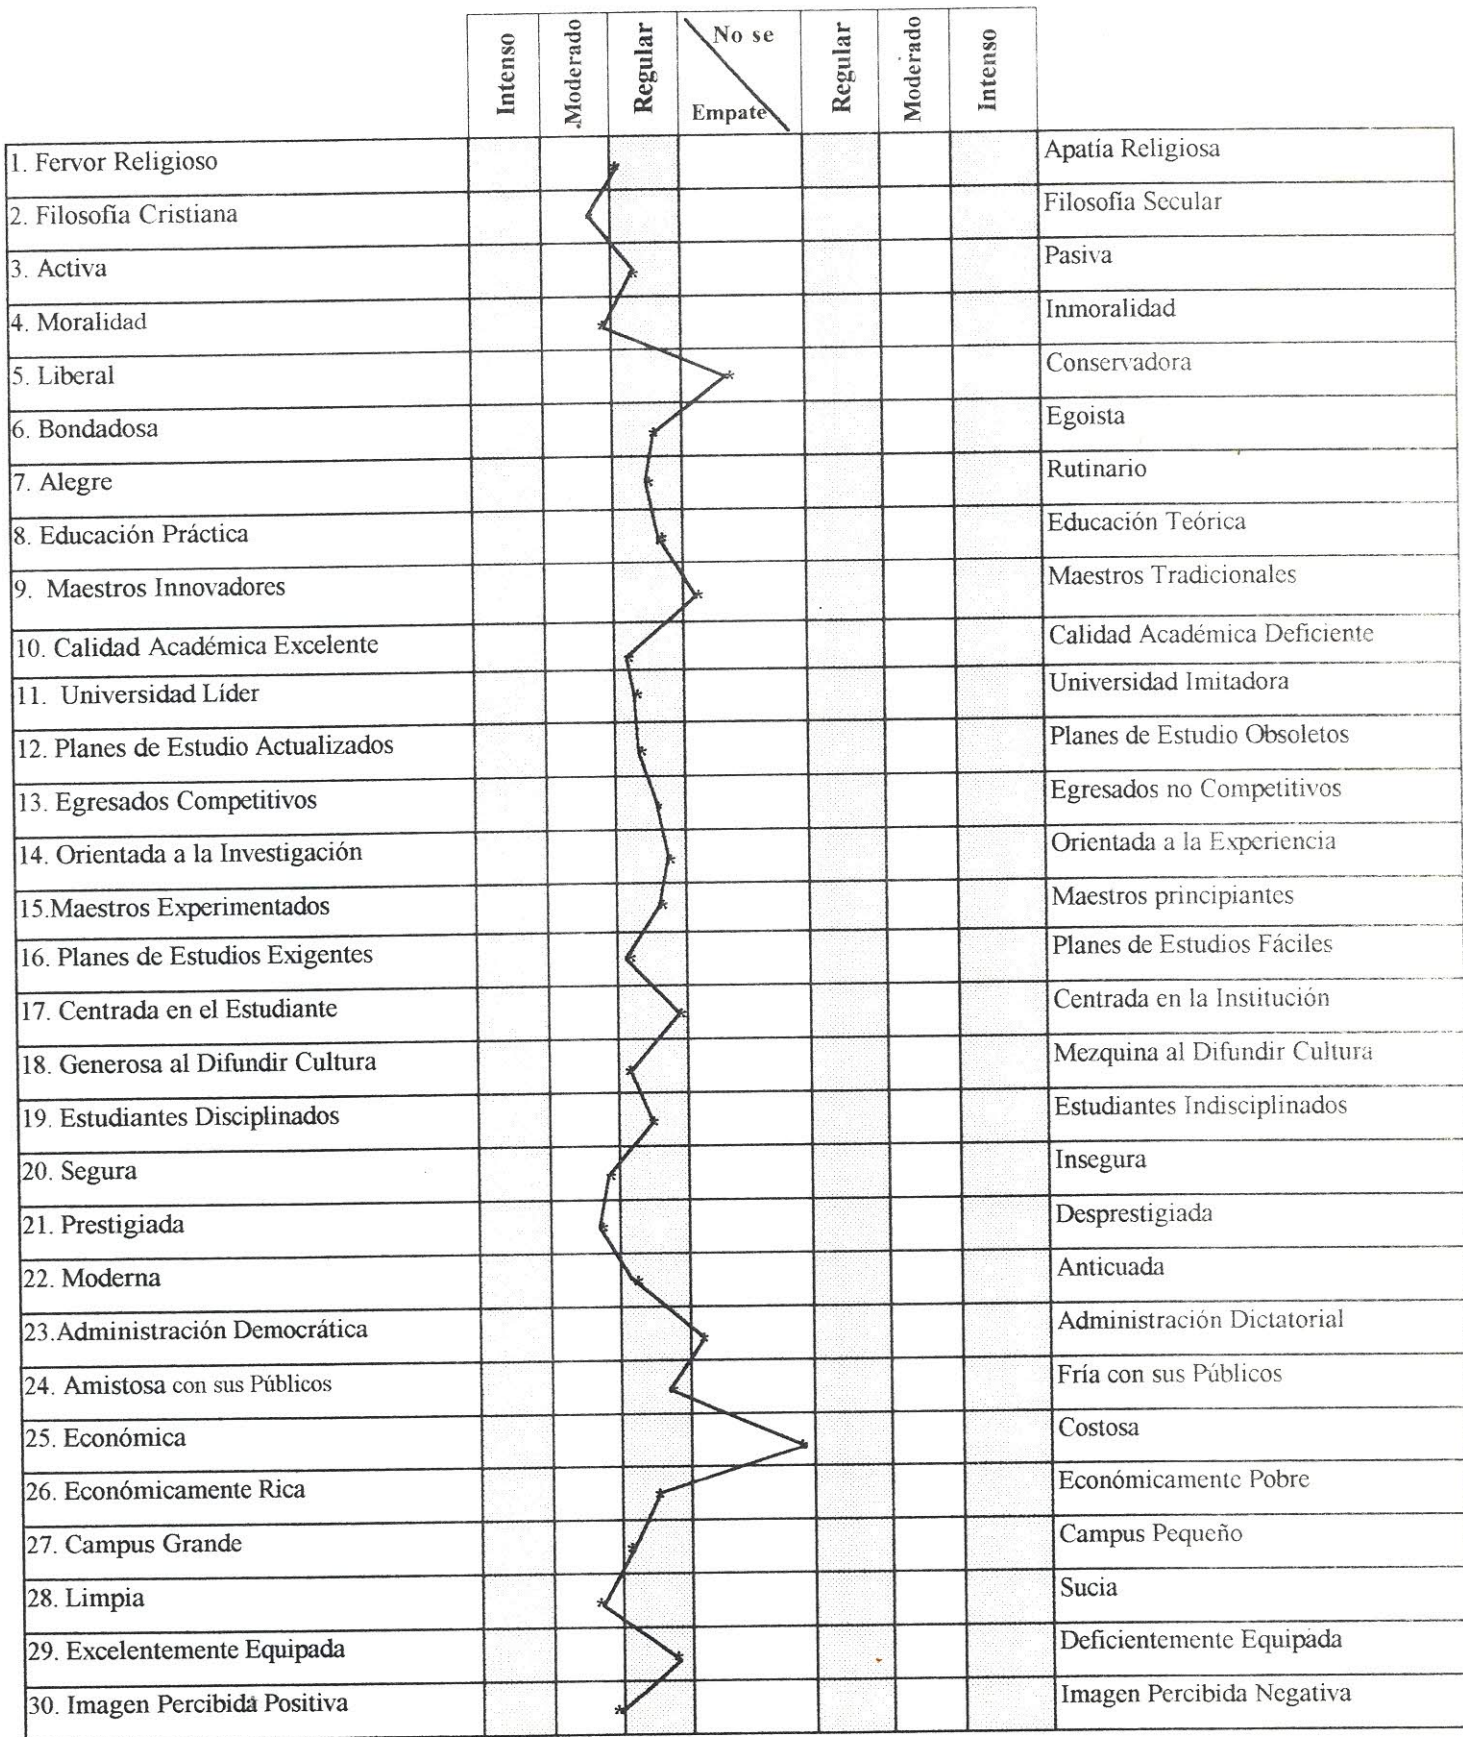 Intenso
.Moderado
Regular
No se
Empate
Regular
Moderado
Intenso
1. Fervor Religioso Apatía Religiosa
2. Filosofía Cristiana Filosofía Secular
3. Activa Pasiva
4. Moralidad Inmoralidad
5. Liberal Conservadora
6. Bondadosa Egoista
7. Alegre Rutinario
8. Educación Práctica Educación Teórica
9. Maestros Innovadores Maestros Tradicionales
10. Calidad Académica Excelente Calidad Académica Deficiente
11. Universidad Líder Universidad Imitadora
12. Planes de Estudio Actualizados Planes de Estudio Obsoletos
13. Egresados Competitivos Egresados no Competitivos
14. Orientada a la Investigación Orientada a la Experiencia
15.Maestros Experimentados Maestros principiantes
16. Planes de Estudios Exigentes Planes de Estudios Fáciles
17. Centrada en el Estudiante Centrada en la Institución
18. Generosa al Difundir Cultura Mezquina al Difundir Cultura
19. Estudiantes Disciplinados Estudiantes Indisciplinados
20. Segura Insegura
21. Prestigiada Desprestigiada
22. Moderna Anticuada
23.Administración Democrática Administración Dictatorial
24. Amistosa con sus Públicos Fría con sus Públicos
25. Económica Costosa
26. Económicamente Rica Económicamente Pobre
27. Campus Grande Campus Pequeño
28. Limpia Sucia
29. Excelentemente Equipada Deficientemente Equipada
30. Imagen Percibida Positiva Imagen Percibida Negativa